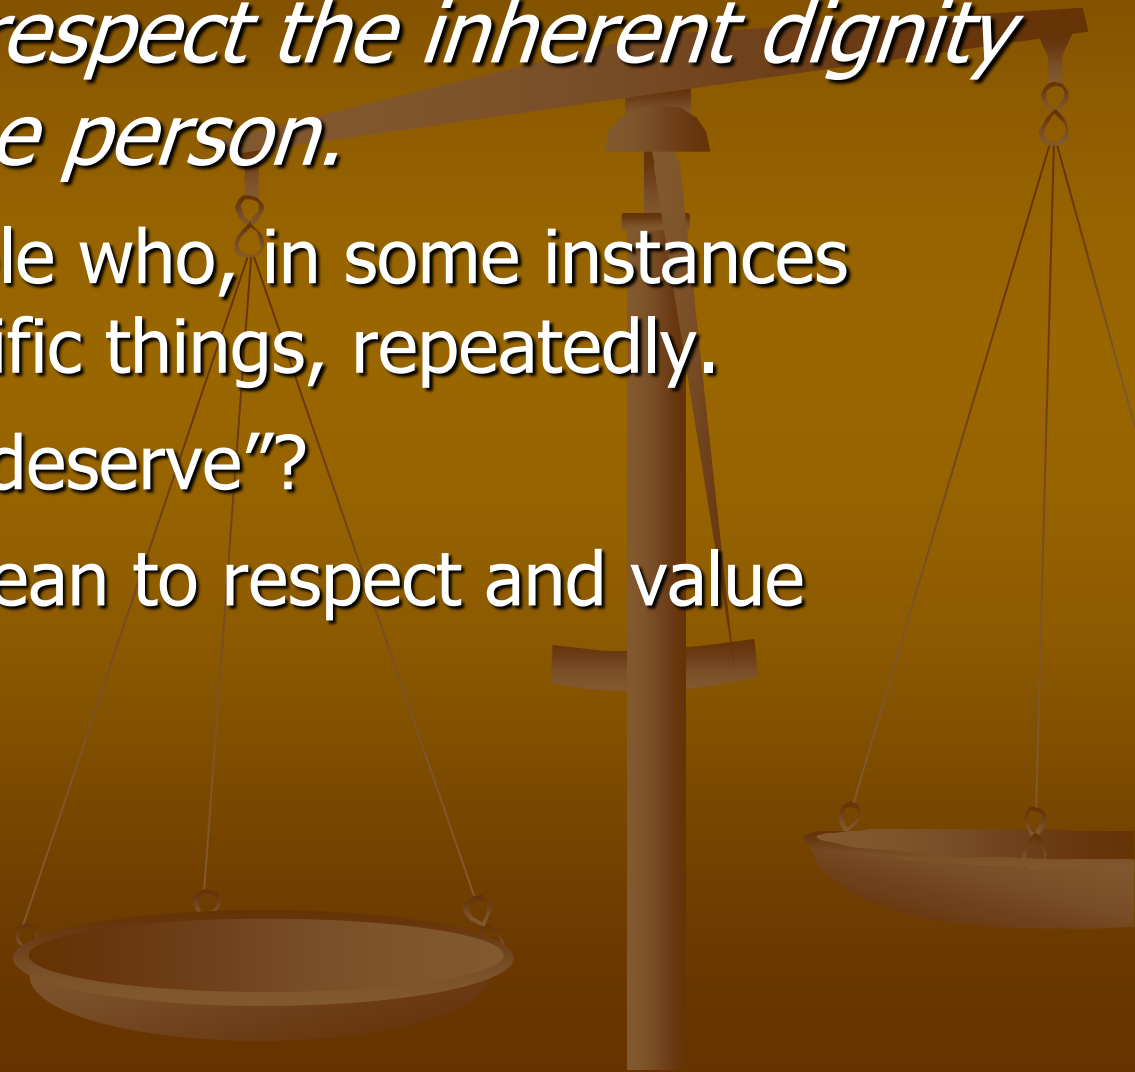 respect the inherent dignity
e person.
le who, in some instances
ific things, repeatedly.
deserve”?
ean to respect and value